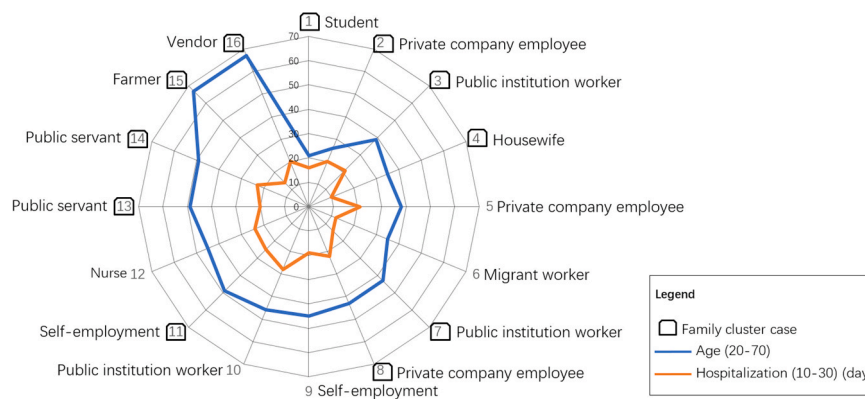 1 Student
2 Private company employee
3 Public institution worker
4 Housewife
5 Private company employee
6 Migrant worker
7 Public institution worker
8 Private company employee
9 Self-employment
Public institution worker 10
Self-employment 11
Nurse 12
Public servant 13
Public servant 14
Farmer 15
Vendor 16
70
60
50
40
30
20
10
0
Legend
Family cluster case
Age (20-70)
Hospitalization (10-30) (day